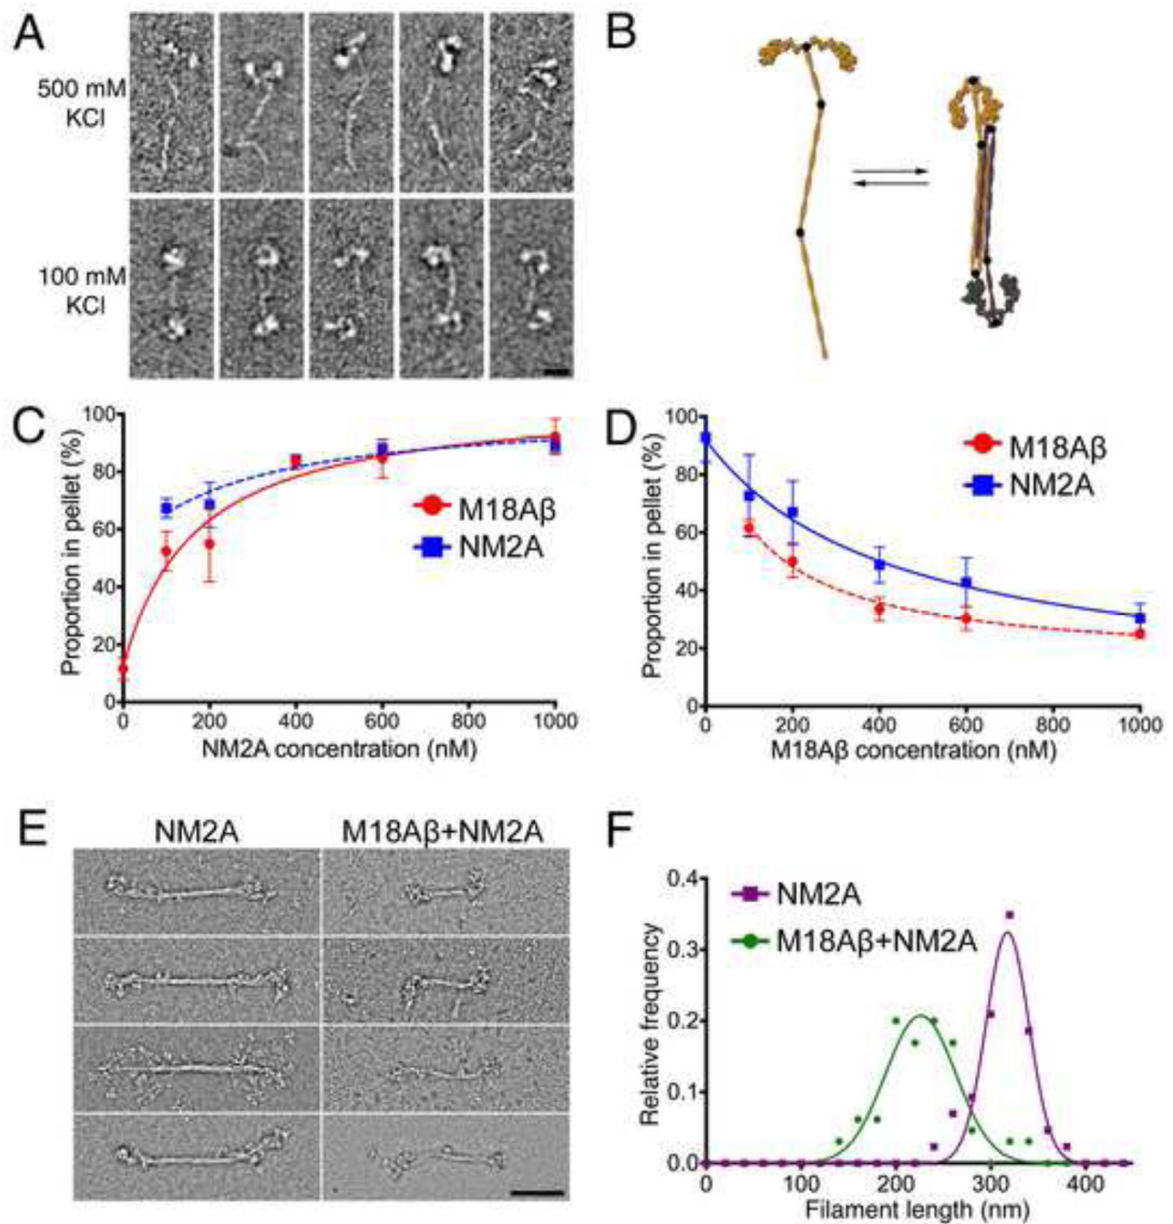 A
500 mM
KCl
100 mM
KCl
B
C
Proportion in pellet (%)
100
80
60
40
20
0
M18Aβ
NM2A
0 200 400 600 800 1000
NM2A concentration (nM)
D
Proportion in pellet (%)
100
80
60
40
20
0
M18Aβ
NM2A
0 200 400 600 800 1000
M18Aβ concentration (nM)
E
NM2A M18Aβ+NM2A
F
Relative frequency
0.4
0.3
0.2
0.1
0.0
NM2A
M18Aβ+NM2A
0 100 200 300 400
Filament length (nm)